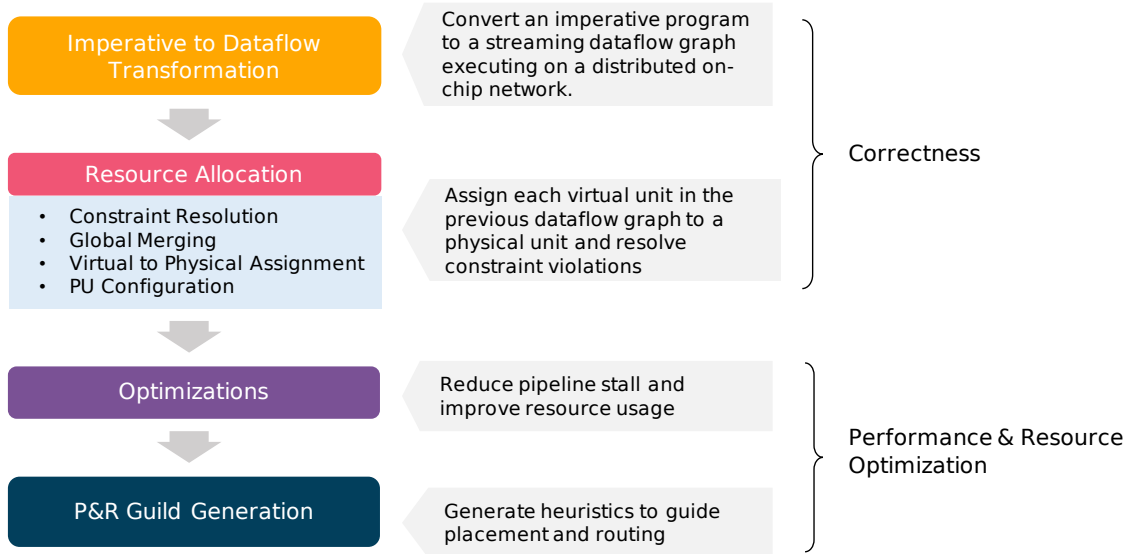 Imperative to Dataflow
Transformation
Convert an imperative program
to a streaming dataflow graph
executing on a distributed on-
chip network.
Correctness
Resource Allocation
• Constraint Resolution
• Global Merging
• Virtual to Physical Assignment
• PU Configuration
Assign each virtual unit in the
previous dataflow graph to a
physical unit and resolve
constraint violations
Optimizations
Reduce pipeline stall and
improve resource usage
Performance & Resource
Optimization
P&R Guild Generation
Generate heuristics to guide
placement and routing